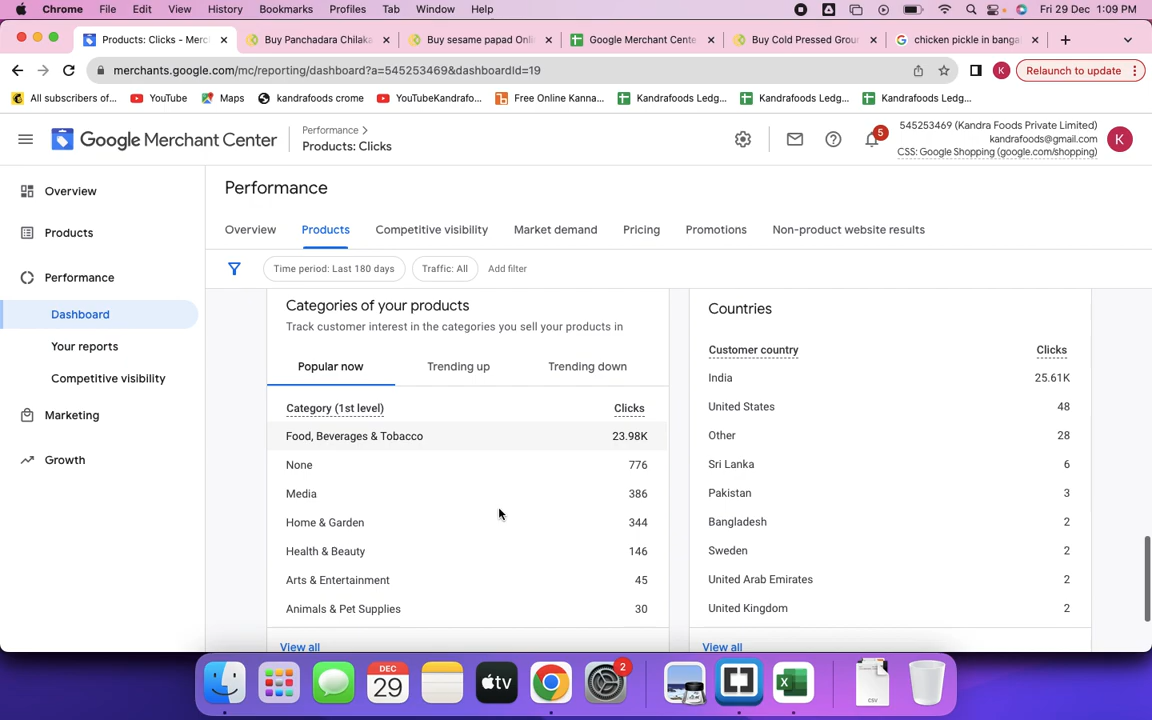 Chrome File Edit View History Bookmarks Profiles Tab Window Help Fri 29 Dec 1:09 PM
Products: Clicks - Merc Buy Panchadara Chilaka Buy sesame papad Onli Google Merchant Cente Buy Cold Pressed Grou chicken pickle in banga
merchants.google.com/mc/reporting/dashboard?a=545253469&dashboardId=19 K Relaunch to update
All subscribers of... YouTube Maps kandrafoods crome YouTubeKandrafo... Free Online Kanna... Kandrafoods Ledg... Kandrafoods Ledg... Kandrafoods Ledg...
Google Merchant Center
Performance
Products: Clicks
5
545253469 (Kandra Foods Private Limited)
kandrafoods@gmail.com
CSS: Google Shopping (google.com/shopping)
K
Overview
Products
Performance
Dashboard
Your reports
Competitive visibility
Marketing
Growth
Performance
Overview Products Competitive visibility Market demand Pricing Promotions Non-product website results
Time period: Last 180 days Traffic: All Add filter
Categories of your products
Track customer interest in the categories you sell your products in
Popular now Trending up Trending down
Category (1st level) Clicks
Food, Beverages & Tobacco 23.98K
None 776
Media 386
Home & Garden 344
Health & Beauty 146
Arts & Entertainment 45
Animals & Pet Supplies 30
View all
Countries
Customer country Clicks
India 25.61K
United States 48
Other 28
Sri Lanka 6
Pakistan 3
Bangladesh 2
Sweden 2
United Arab Emirates 2
United Kingdom 2
View all
DEC
29
tv
2
CSV